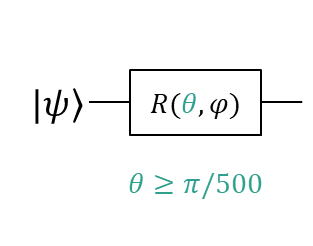 |ψ⟩ R(θ, φ)
θ ≥ π/500